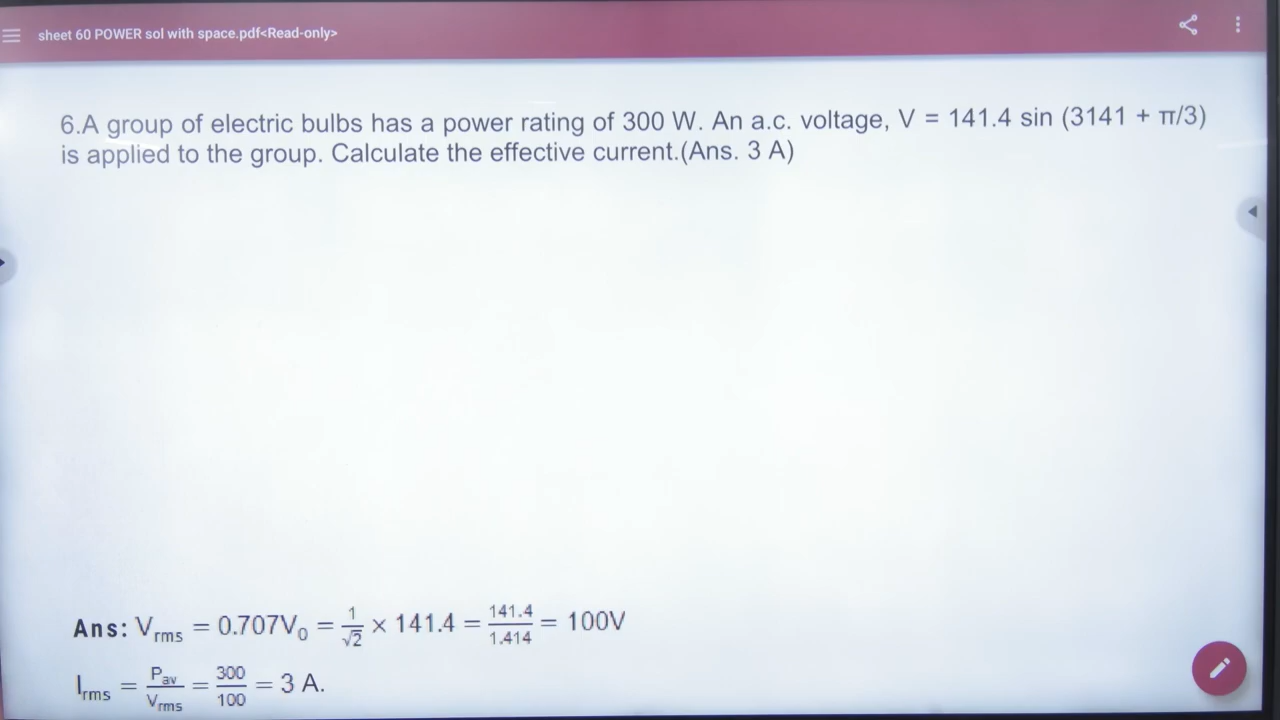 sheet 60 POWER sol with space.pdf<Read-only>
6.A group of electric bulbs has a power rating of 300 W. An a.c. voltage, V = 141.4 sin (3141 + π/3)
is applied to the group. Calculate the effective current.(Ans. 3 A)
Ans: Vrms = 0.707V₀ = 1/√2 × 141.4 = 141.4/1.414 = 100V
Irms = Pav/Vrms = 300/100 = 3 A.